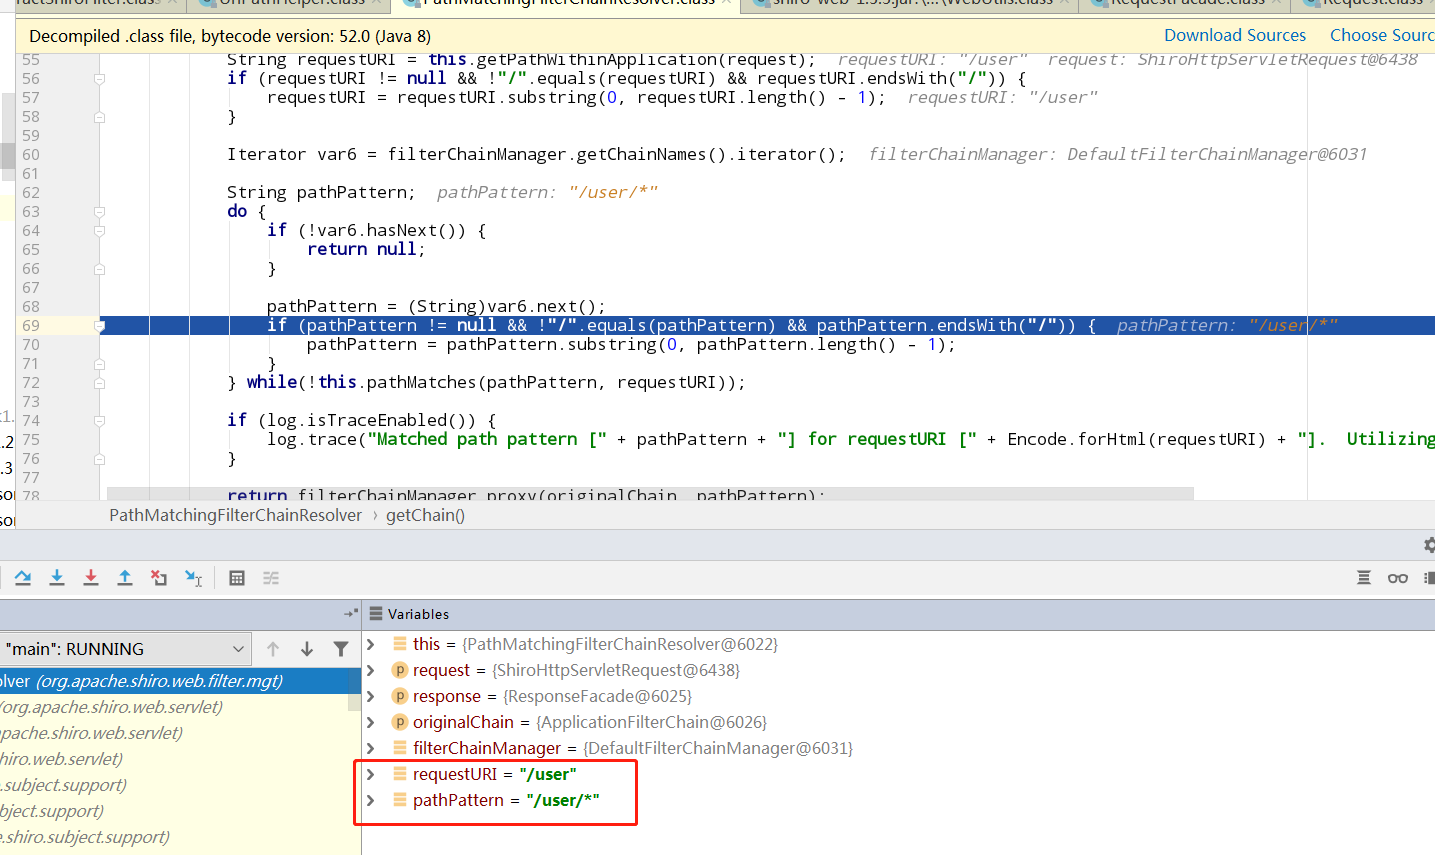 ractShiroFilter.class
UrlPathHelper.class
PathMatchingFilterChainResolver.class
shiro-web-1.5.3.jar!\...\WebUtils.class
RequestFacade.class
Request.class
Decompiled .class file, bytecode version: 52.0 (Java 8)
Download Sources
Choose Sourc
55 String requestURI = this.getPathWithinApplication(request); requestURI: "/user" request: ShiroHttpServletRequest@6438
56 if (requestURI != null && !"/".equals(requestURI) && requestURI.endsWith("/")) {
57 requestURI = requestURI.substring(0, requestURI.length() - 1); requestURI: "/user"
58 }
59
60 Iterator var6 = filterChainManager.getChainNames().iterator(); filterChainManager: DefaultFilterChainManager@6031
61
62 String pathPattern; pathPattern: "/user/*"
63 do {
64 if (!var6.hasNext()) {
65 return null;
66 }
67
68 pathPattern = (String)var6.next();
69 if (pathPattern != null && !"/".equals(pathPattern) && pathPattern.endsWith("/")) { pathPattern: "/user/*"
70 pathPattern = pathPattern.substring(0, pathPattern.length() - 1);
71 }
72 } while(!this.pathMatches(pathPattern, requestURI));
73
74 if (log.isTraceEnabled()) {
75 log.trace("Matched path pattern [" + pathPattern + "] for requestURI [" + Encode.forHtml(requestURI) + "].  Utilizing
76 }
77
78 return filterChainManager.proxy(originalChain, pathPattern);
x1.
.2
.3
sor
sor
PathMatchingFilterChainResolver › getChain()
Variables
"main": RUNNING
olver (org.apache.shiro.web.filter.mgt)
(org.apache.shiro.web.servlet)
apache.shiro.web.servlet)
hiro.web.servlet)
o.subject.support)
bject.support)
e.shiro.subject.support)
this = {PathMatchingFilterChainResolver@6022}
p request = {ShiroHttpServletRequest@6438}
p response = {ResponseFacade@6025}
p originalChain = {ApplicationFilterChain@6026}
filterChainManager = {DefaultFilterChainManager@6031}
requestURI = "/user"
pathPattern = "/user/*"